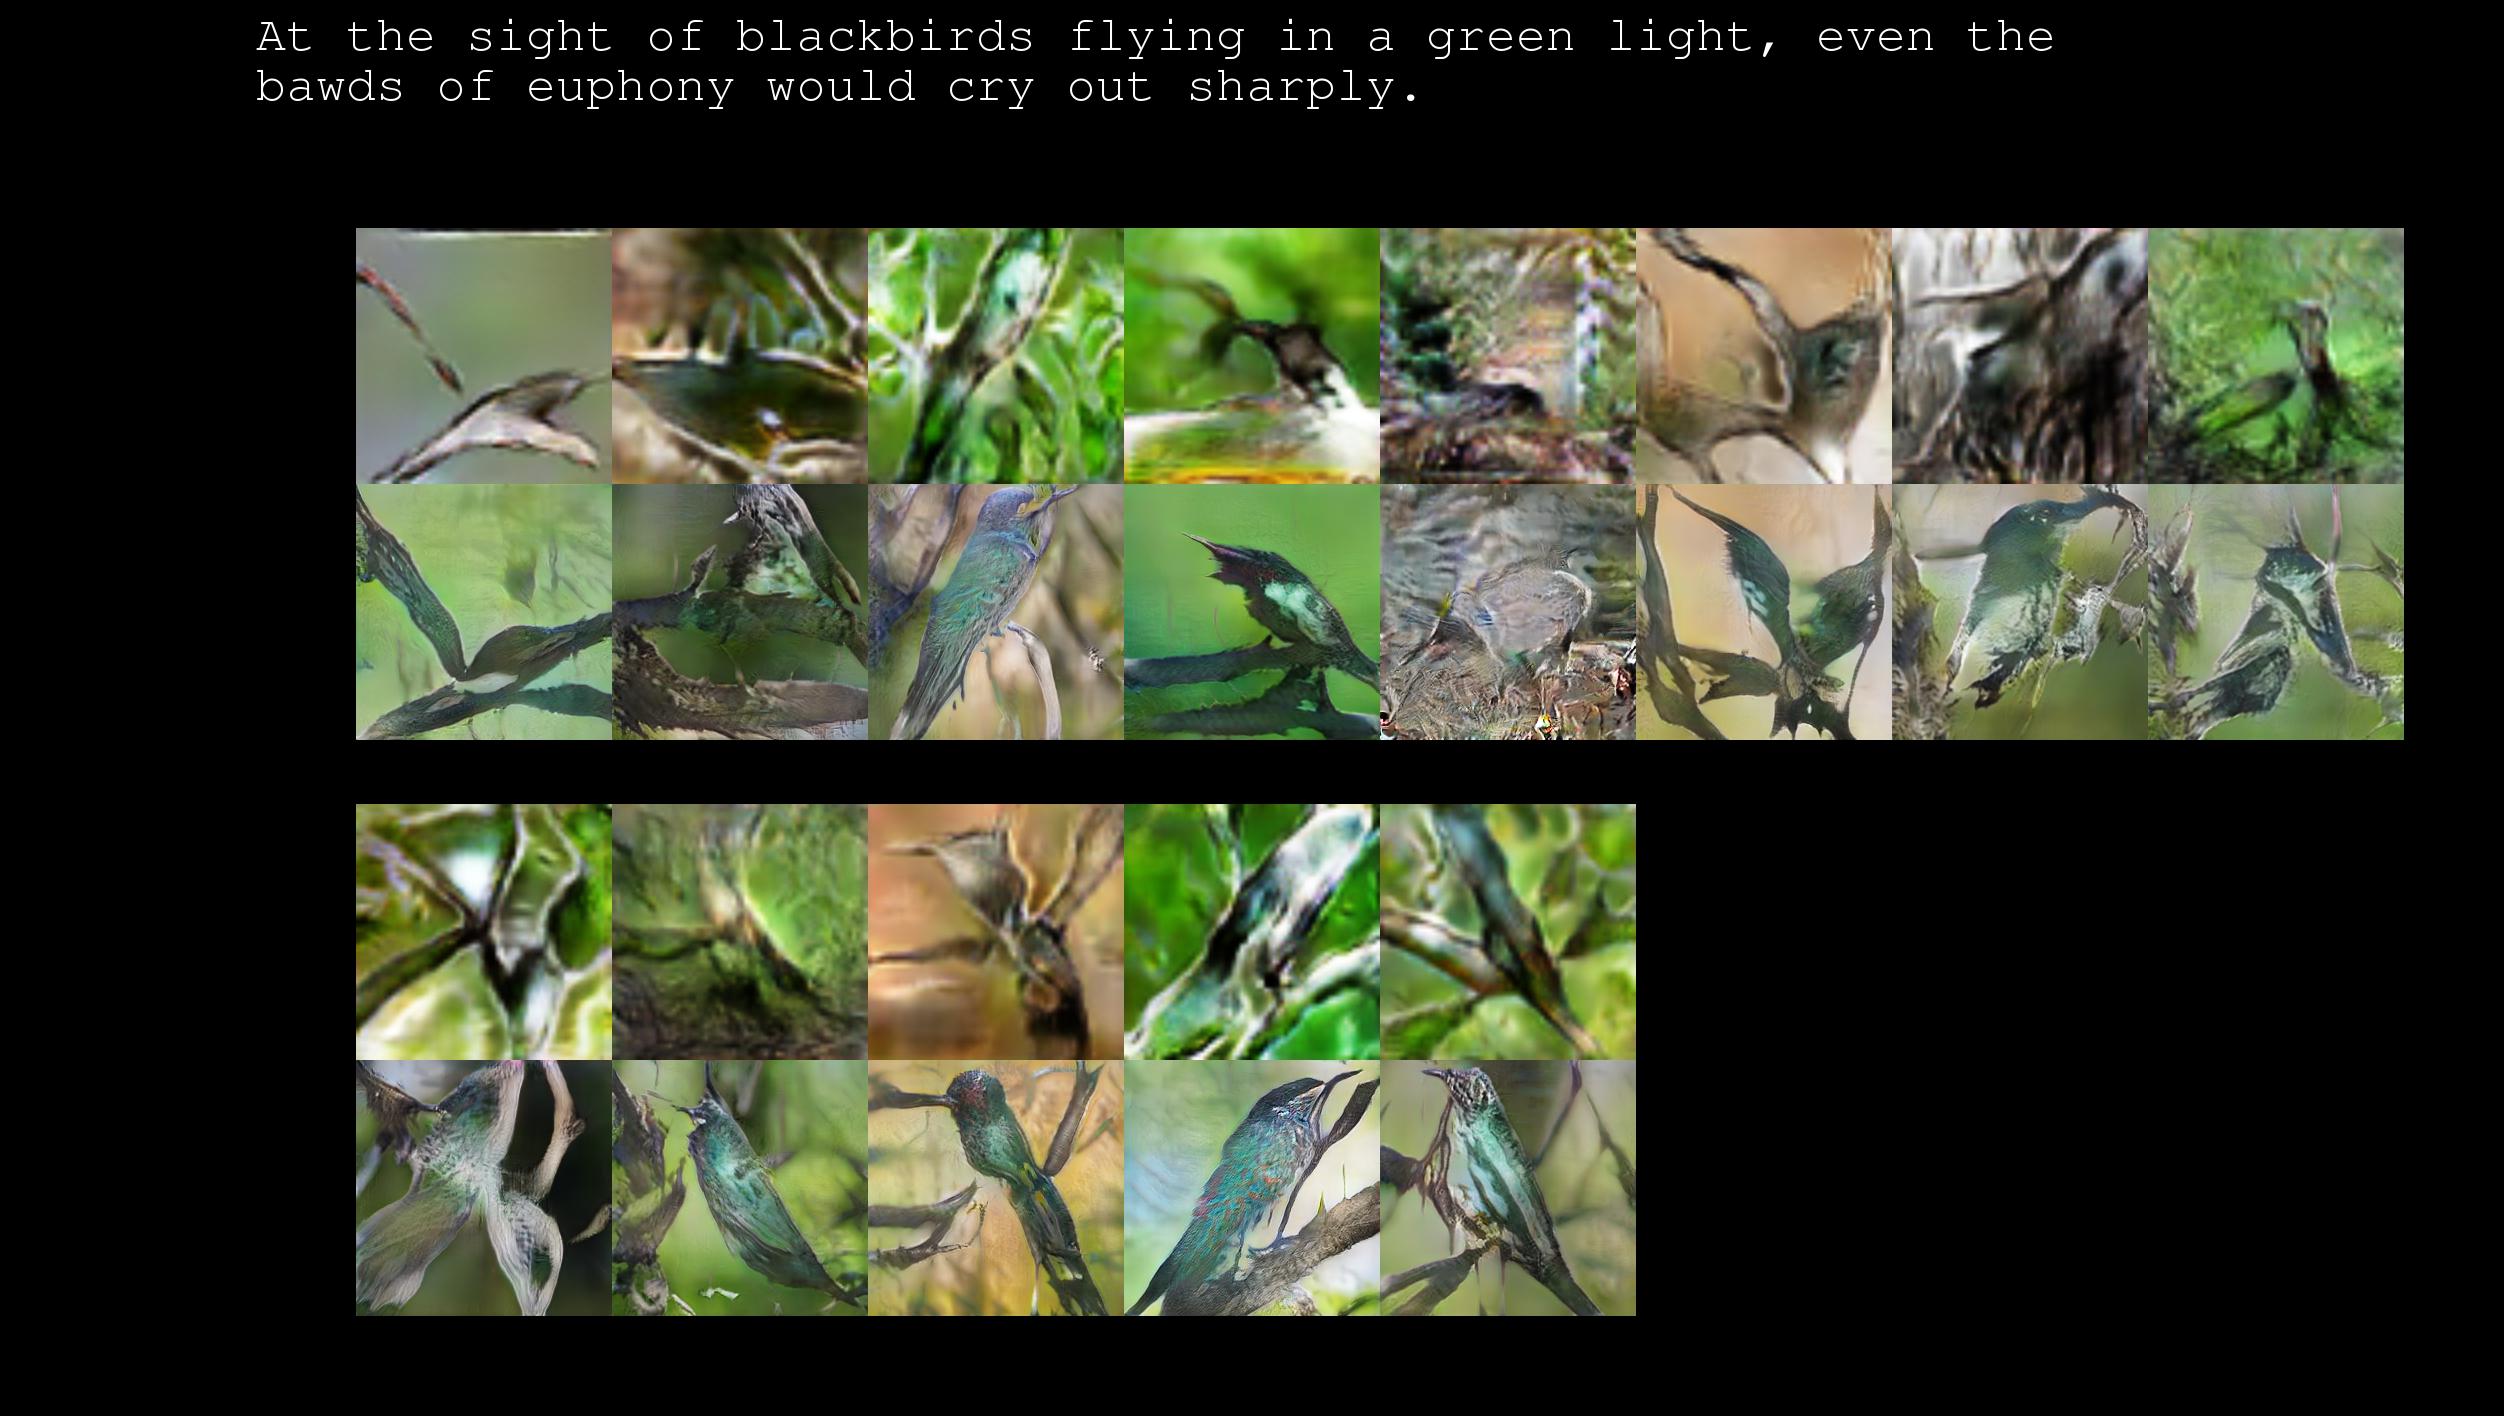 At the sight of blackbirds flying in a green light, even the
bawds of euphony would cry out sharply.